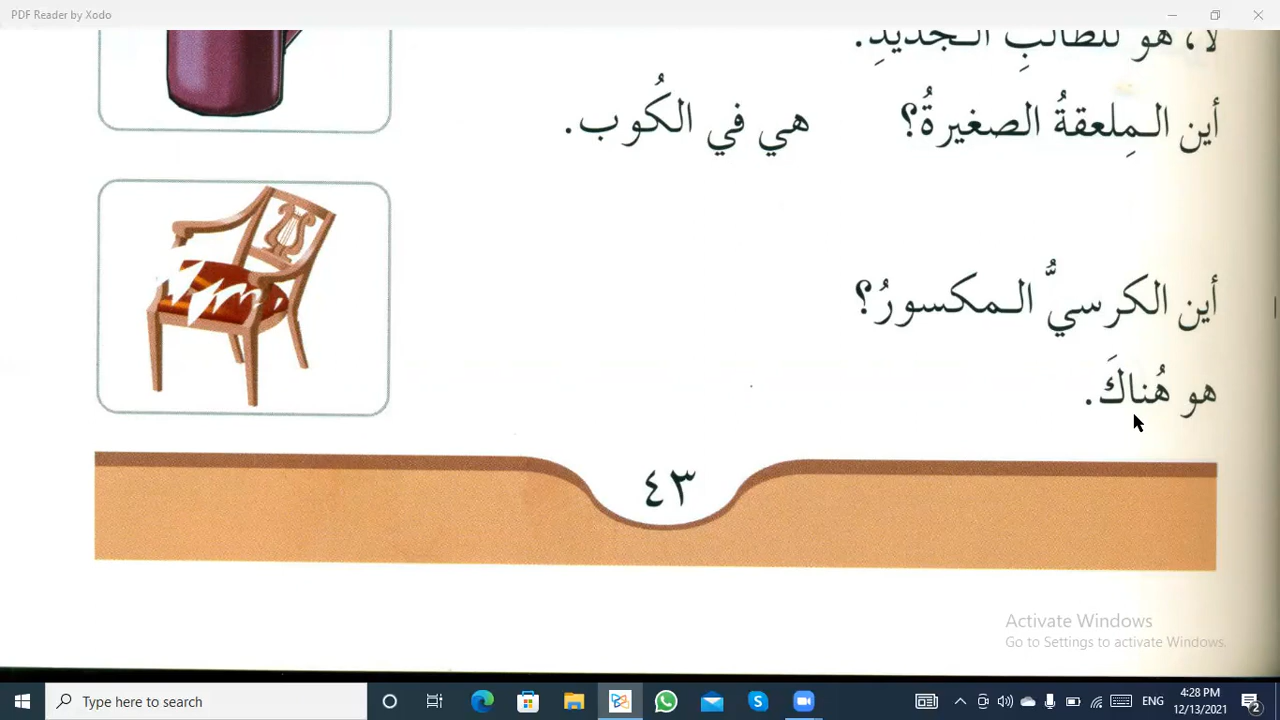 PDF Reader by Xodo
لا، هو للطالبِ الـجديدِ.
أين الـمِلعقةُ الصغيرةُ؟ هي في الكُوب.
أين الكرسيُّ الـمكسورُ؟
هو هُناكَ.
٤٣
Activate Windows
Go to Settings to activate Windows.
Type here to search
ENG
4:28 PM
12/13/2021
2